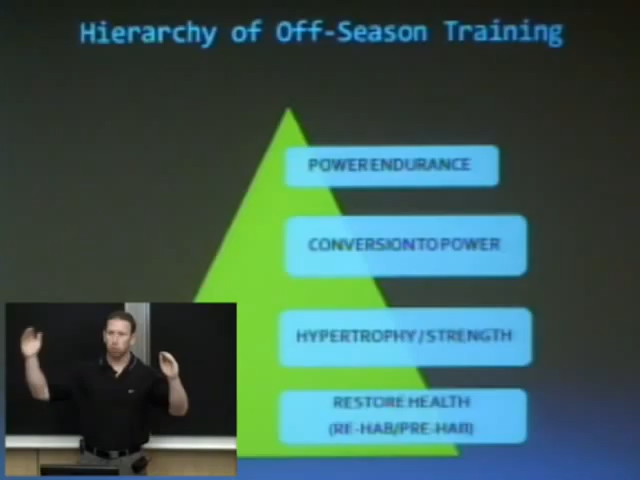 Hierarchy of Off-Season Training
POWER ENDURANCE
CONVERSION TO POWER
HYPERTROPHY / STRENGTH
RESTORE HEALTH
(RE-HAB/PRE-HAB)